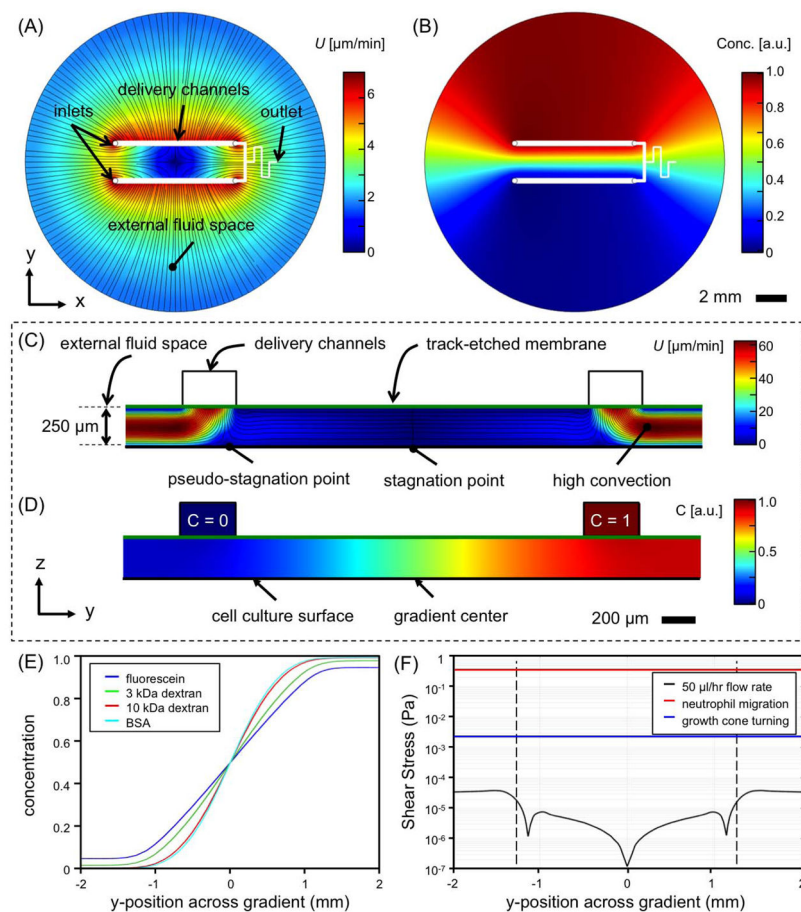 (A)
U [µm/min]
6
4
2
0
delivery channels
inlets
outlet
external fluid space
y
x
(B)
Conc. [a.u.]
1.0
0.8
0.6
0.4
0.2
0
2 mm
(C)
external fluid space
delivery channels
track-etched membrane
U [µm/min]
60
40
20
0
250 µm
pseudo-stagnation point
stagnation point
high convection
(D)
C = 0
C = 1
C [a.u.]
1.0
0.5
0
z
y
cell culture surface
gradient center
200 µm
(E)
1.0
0.8
0.6
0.4
0.2
0
fluorescein
3 kDa dextran
10 kDa dextran
BSA
concentration
-2
-1
0
1
2
y-position across gradient (mm)
(F)
1
10-1
10-2
10-3
10-4
10-5
10-6
10-7
50 µl/hr flow rate
neutrophil migration
growth cone turning
Shear Stress (Pa)
-2
-1
0
1
2
y-position across gradient (mm)